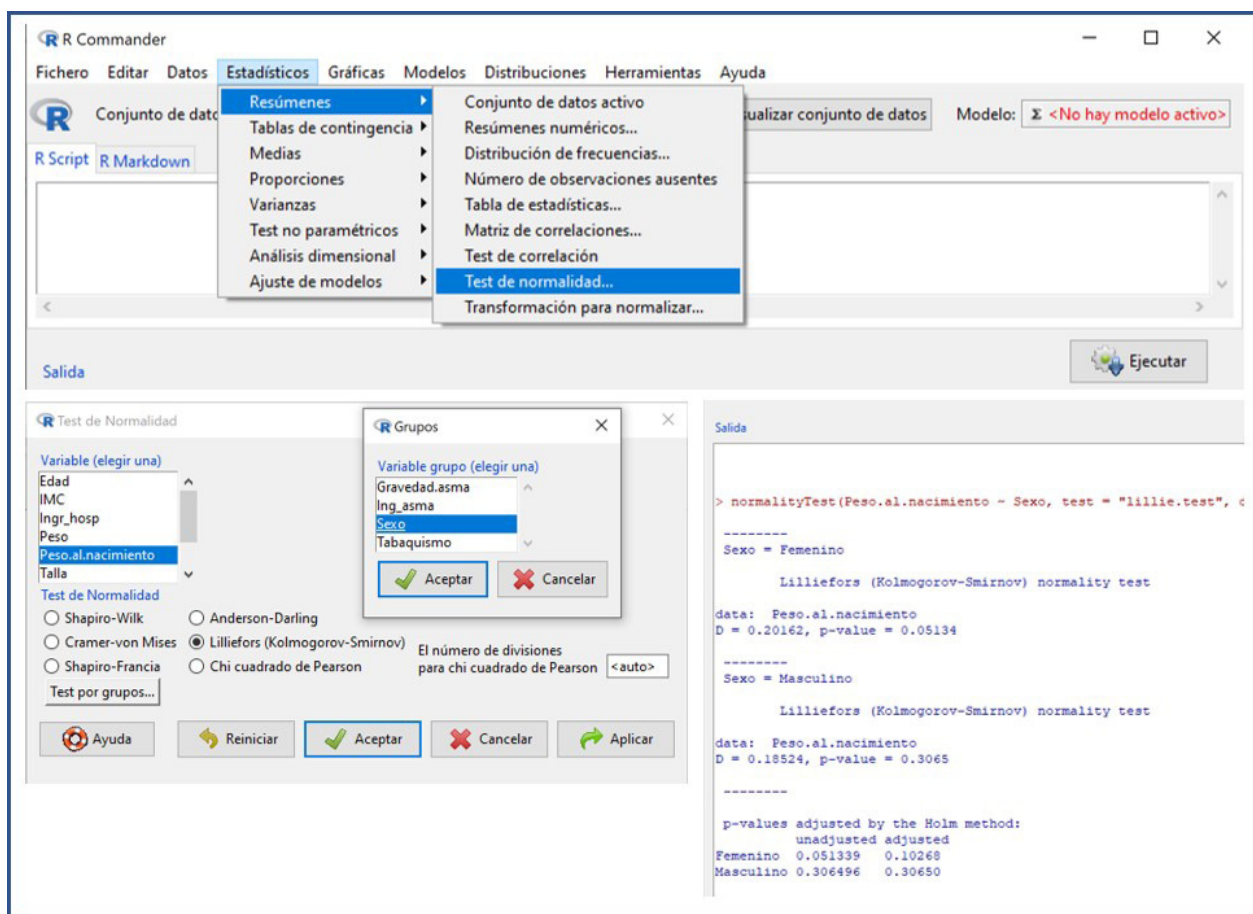 R Commander
Fichero Editar Datos Estadísticos Gráficas Modelos Distribuciones Herramientas Ayuda
Conjunto de dato
sualizar conjunto de datos
Modelo: Σ <No hay modelo activo>
R Script R Markdown
Resúmenes
Tablas de contingencia
Medias
Proporciones
Varianzas
Test no paramétricos
Análisis dimensional
Ajuste de modelos
Conjunto de datos activo
Resúmenes numéricos...
Distribución de frecuencias...
Número de observaciones ausentes
Tabla de estadísticas...
Matriz de correlaciones...
Test de correlación
Test de normalidad...
Transformación para normalizar...
Salida
Ejecutar
Test de Normalidad
Variable (elegir una)
Edad
IMC
Ingr_hosp
Peso
Peso.al.nacimiento
Talla
Test de Normalidad
Shapiro-Wilk
Anderson-Darling
Cramer-von Mises
Lilliefors (Kolmogorov-Smirnov)
Shapiro-Francia
Chi cuadrado de Pearson
El número de divisiones
para chi cuadrado de Pearson
<auto>
Test por grupos...
Ayuda
Reiniciar
Aceptar
Cancelar
Aplicar
Grupos
Variable grupo (elegir una)
Gravedad.asma
Ing_asma
Sexo
Tabaquismo
Aceptar
Cancelar
Salida
> normalityTest(Peso.al.nacimiento ~ Sexo, test = "lillie.test", d
--------
Sexo = Femenino
Lilliefors (Kolmogorov-Smirnov) normality test
data: Peso.al.nacimiento
D = 0.20162, p-value = 0.05134
--------
Sexo = Masculino
Lilliefors (Kolmogorov-Smirnov) normality test
data: Peso.al.nacimiento
D = 0.18524, p-value = 0.3065
--------
p-values adjusted by the Holm method:
unadjusted adjusted
Femenino 0.051339 0.10268
Masculino 0.306496 0.30650